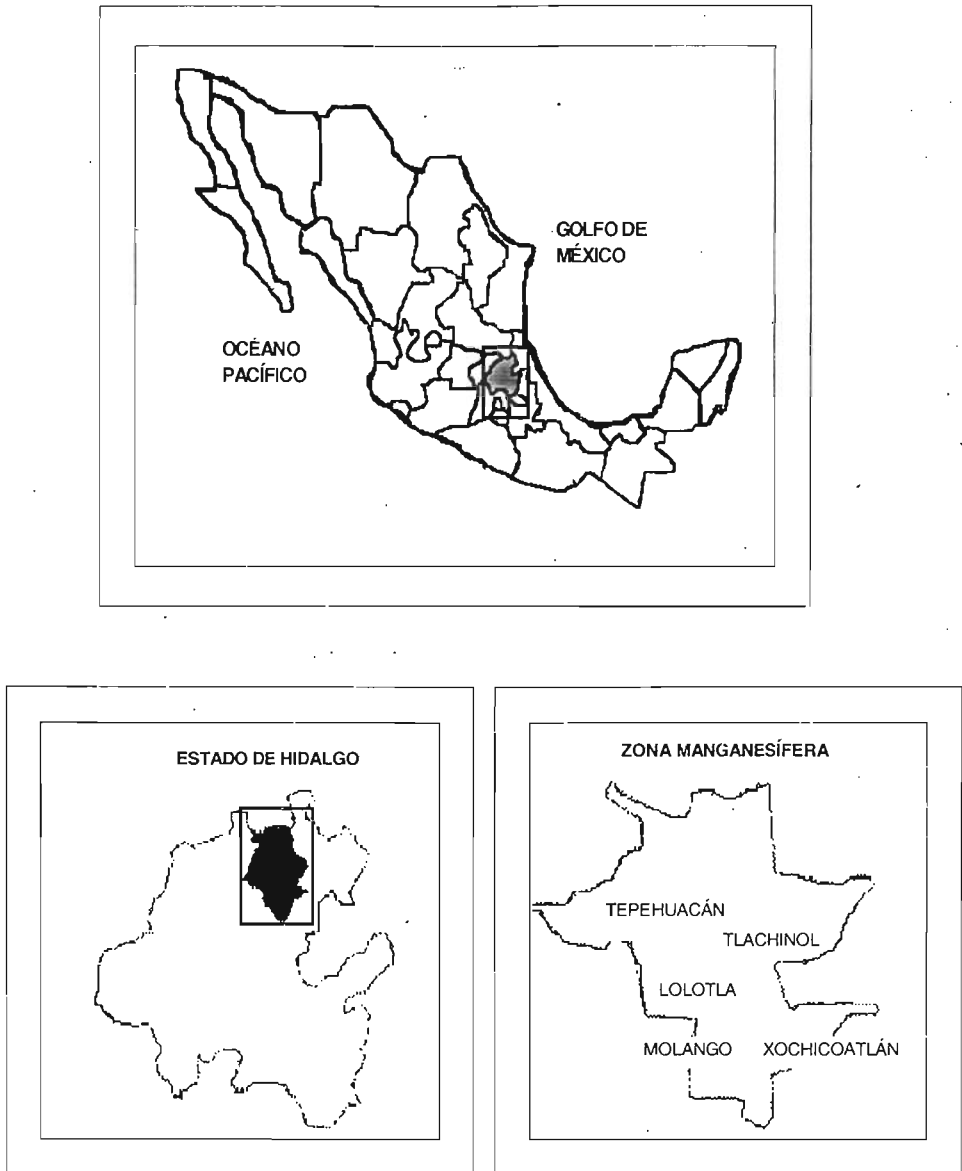 GOLFO DE
MÉXICO
OCÉANO
PACÍFICO
ESTADO DE HIDALGO
ZONA MANGANESÍFERA
TEPEHUACÁN
TLACHINOL
LOLOTLA
MOLANGO
XOCHICOATLÁN